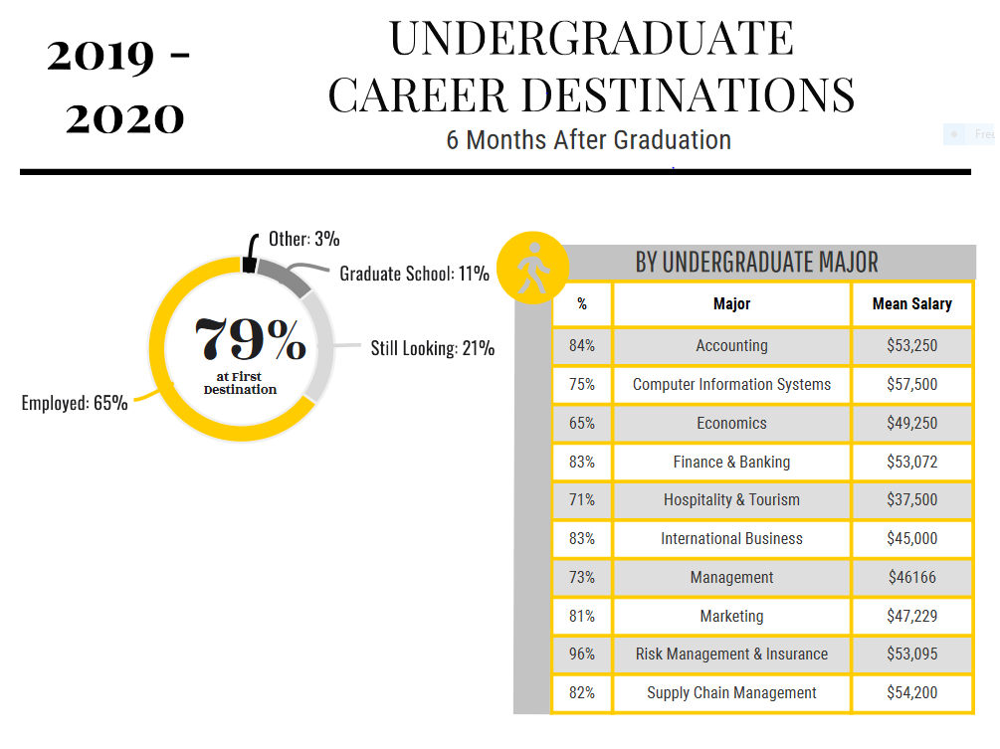 2019 -
2020
UNDERGRADUATE
CAREER DESTINATIONS
6 Months After Graduation
Free
Other: 3%
Graduate School: 11%
Still Looking: 21%
Employed: 65%
79%
at First
Destination
BY UNDERGRADUATE MAJOR
% Major Mean Salary
84% Accounting $53,250
75% Computer Information Systems $57,500
65% Economics $49,250
83% Finance & Banking $53,072
71% Hospitality & Tourism $37,500
83% International Business $45,000
73% Management $46166
81% Marketing $47,229
96% Risk Management & Insurance $53,095
82% Supply Chain Management $54,200